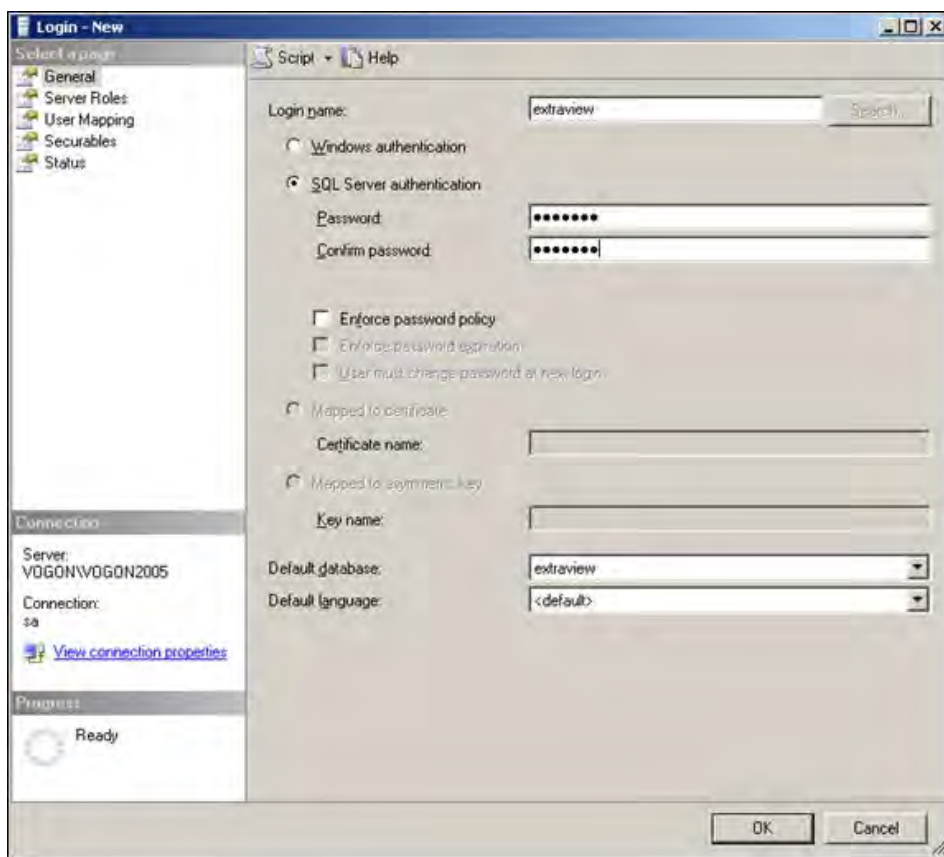 Login - New
Select a page
General
Server Roles
User Mapping
Securables
Status
Script Help
Login name: extraview Search...
Windows authentication
SQL Server authentication
Password ●●●●●●●
Confirm password ●●●●●●●
Enforce password policy
Enforce password expiration
User must change password at new login
Mapped to certificate
Certificate name:
Mapped to asymmetric key
Key name:
Default database: extraview
Default language: <default>
Connection
Server:
VOGON\VOGON2005
Connection:
sa
View connection properties
Progress
Ready
OK Cancel